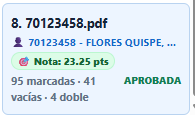 8. 70123458.pdf
👤 70123458 - FLORES QUISPE, ...
🎯 Nota: 23.25 pts
95 marcadas · 41 APROBADA
vacías · 4 doble